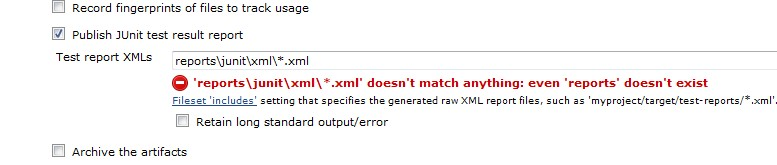 Record fingerprints of files to track usage
Publish JUnit test result report
Test report XMLs
reports\junit\xml\*.xml
'reports\junit\xml\*.xml' doesn't match anything: even 'reports' doesn't exist
Fileset 'includes' setting that specifies the generated raw XML report files, such as 'myproject/target/test-reports/*.xml'.
Retain long standard output/error
Archive the artifacts